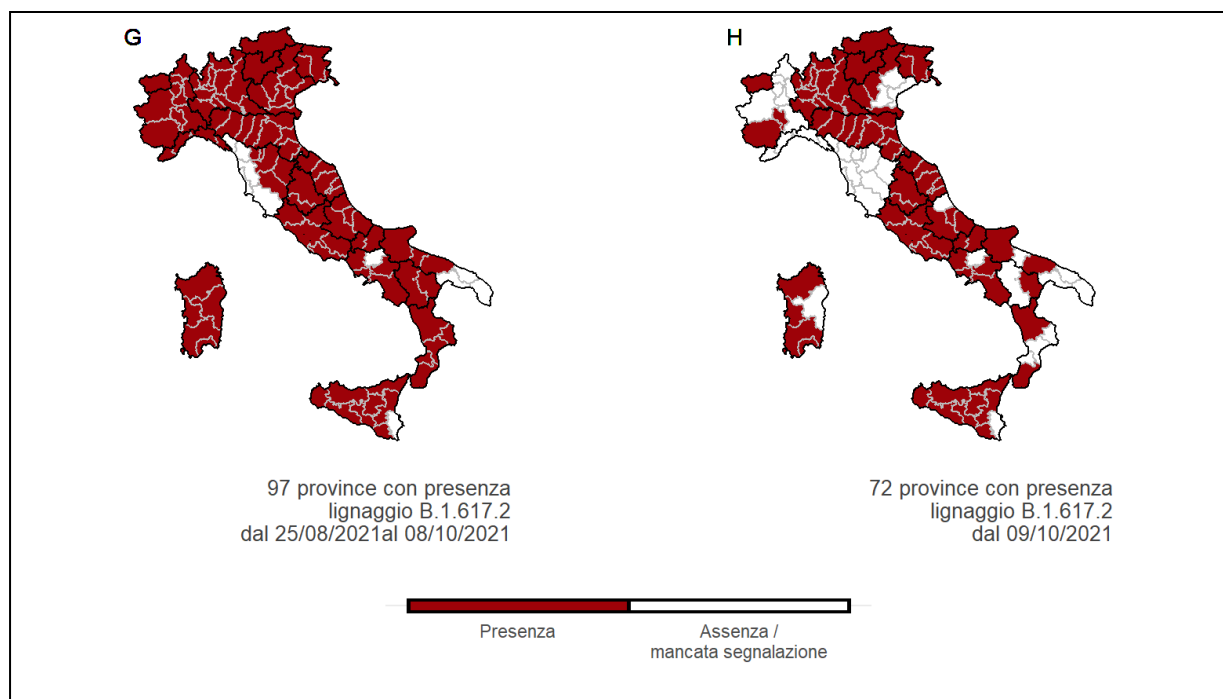 G
H
97 province con presenza
lignaggio B.1.617.2
dal 25/08/2021al 08/10/2021
72 province con presenza
lignaggio B.1.617.2
dal 09/10/2021
Presenza
Assenza /
mancata segnalazione